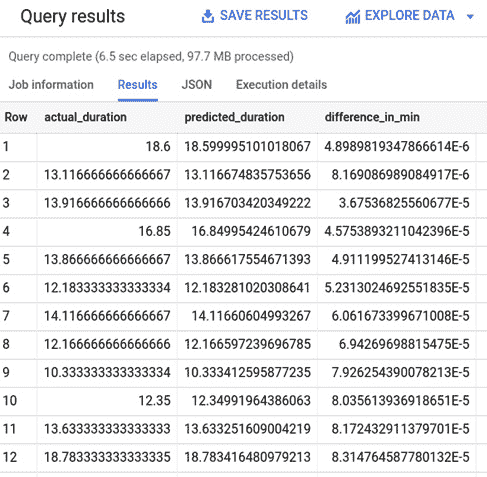 Query results SAVE RESULTS EXPLORE DATA
Query complete (6.5 sec elapsed, 97.7 MB processed)
Job information Results JSON Execution details
Row actual_duration predicted_duration difference_in_min
1 18.6 18.599995101018067 4.8989819347866614E-6
2 13.116666666666667 13.116674835753656 8.169086989084917E-6
3 13.916666666666666 13.916703420349222 3.67536825560677E-5
4 16.85 16.84995424610679 4.5753893211042396E-5
5 13.866666666666667 13.866617554671393 4.911199527413146E-5
6 12.183333333333334 12.183281020308641 5.2313024692551835E-5
7 14.116666666666667 14.11660604993267 6.061673399671008E-5
8 12.166666666666666 12.166597239696785 6.94269698815475E-5
9 10.333333333333334 10.333412595877235 7.926254390078213E-5
10 12.35 12.34991964386063 8.035613936918651E-5
11 13.633333333333333 13.633251609004219 8.172432911379701E-5
12 18.783333333333335 18.783416480979213 8.314764587780132E-5